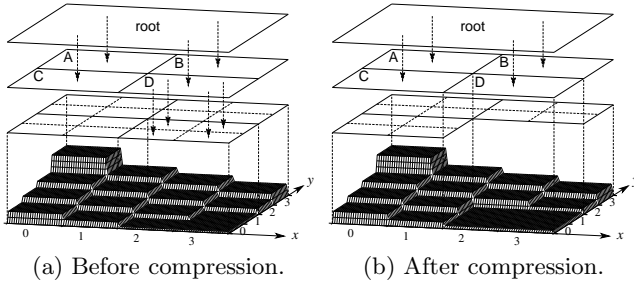 root
A
B
C
D
y
3
2
1
0
0
1
2
3
x
(a) Before compression.
root
A
B
C
D
y
3
2
1
0
0
1
2
3
x
(b) After compression.